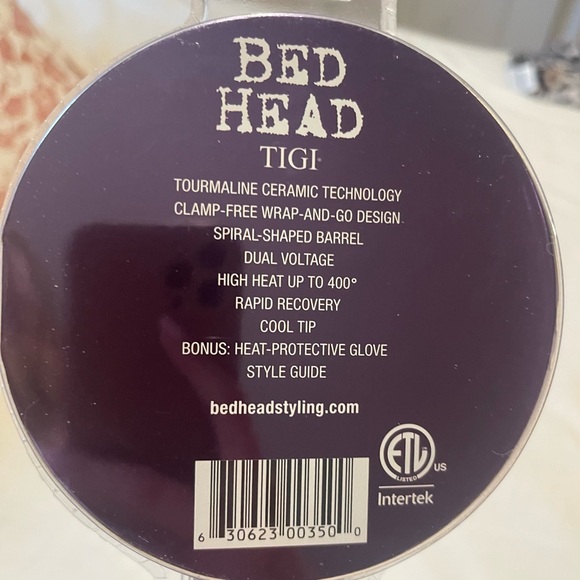 BED
HEAD
TIGI
TOURMALINE CERAMIC TECHNOLOGY
CLAMP-FREE WRAP-AND-GO DESIGN
SPIRAL-SHAPED BARREL
DUAL VOLTAGE
HIGH HEAT UP TO 400°
RAPID RECOVERY
COOL TIP
BONUS: HEAT-PROTECTIVE GLOVE
STYLE GUIDE
bedheadstyling.com
ETL
LISTED
US
Intertek
6 30623 00350 0